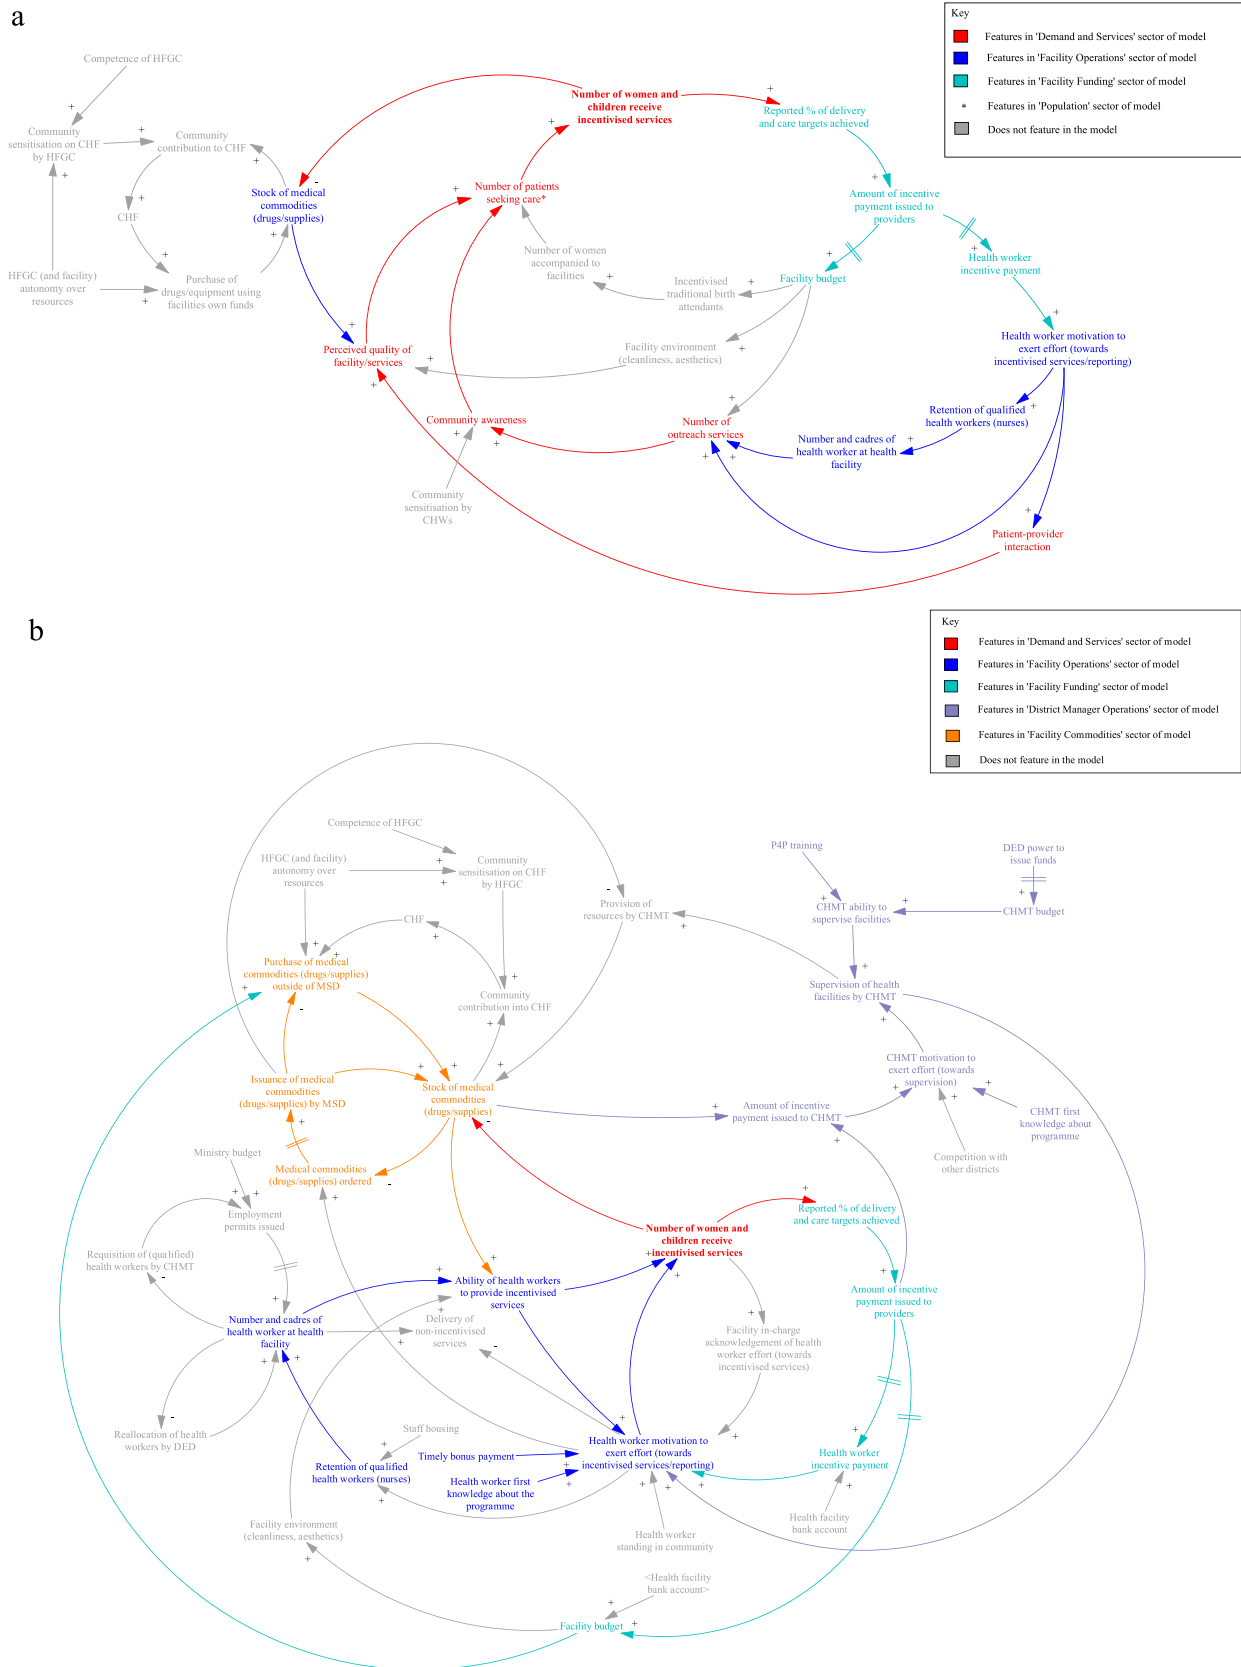 a
Key
Features in 'Demand and Services' sector of model
Features in 'Facility Operations' sector of model
Features in 'Facility Funding' sector of model
* Features in 'Population' sector of model
Does not feature in the model
Competence of HFGC
Community
sensitisation on CHF
by HFGC
Community
contribution to CHF
CHF
HFGC (and facility)
autonomy over
resources
Purchase of
drugs/equipment using
facilities own funds
Stock of medical
commodities
(drugs/supplies)
Number of women and
children receive
incentivised services
Reported % of delivery
and care targets achieved
Number of patients
seeking care*
Amount of incentive
payment issued to
providers
Number of women
accompanied to
facilities
Incentivised
traditional birth
attendants
Facility budget
Health worker
incentive payment
Facility environment
(cleanliness, aesthetics)
Perceived quality of
facility/services
Health worker motivation to
exert effort (towards
incentivised services/reporting)
Community awareness
Number of
outreach services
Retention of qualified
health workers (nurses)
Number and cadres of
health worker at health
facility
Community
sensitisation by
CHWs
Patient-provider
interaction
b
Key
Features in 'Demand and Services' sector of model
Features in 'Facility Operations' sector of model
Features in 'Facility Funding' sector of model
Features in 'District Manager Operations' sector of model
Features in 'Facility Commodities' sector of model
Does not feature in the model
Competence of HFGC
HFGC (and facility)
autonomy over
resources
Community
sensitisation on CHF
by HFGC
CHF
Provision of
resources by CHMT
P4P training
DED power to
issue funds
CHMT ability to
supervise facilities
CHMT budget
Purchase of medical
commodities (drugs/supplies)
outside of MSD
Community
contribution into CHF
Supervision of health
facilities by CHMT
Issuance of medical
commodities
(drugs/supplies) by MSD
Stock of medical
commodities
(drugs/supplies)
Amount of incentive
payment issued to CHMT
CHMT motivation to
exert effort (towards
supervision)
CHMT first
knowledge about
programme
Competition with
other districts
Ministry budget
Medical commodities
(drugs/supplies) ordered
Employment
permits issued
Requisition of (qualified)
health workers by CHMT
Number of women and
children receive
incentivised services
Reported % of delivery
and care targets achieved
Ability of health workers
to provide incentivised
services
Amount of incentive
payment issued to
providers
Number and cadres of
health worker at health
facility
Delivery of
non-incentivised
services
Facility in-charge
acknowledgement of health
worker effort (towards
incentivised services)
Reallocation of health
workers by DED
Staff housing
Timely bonus payment
Health worker motivation to
exert effort (towards
incentivised services/reporting)
Health worker
incentive payment
Retention of qualified
health workers (nurses)
Health worker first
knowledge about the
programme
Facility environment
(cleanliness, aesthetics)
Health worker
standing in community
Health facility
bank account
<Health facility
bank account>
Facility budget